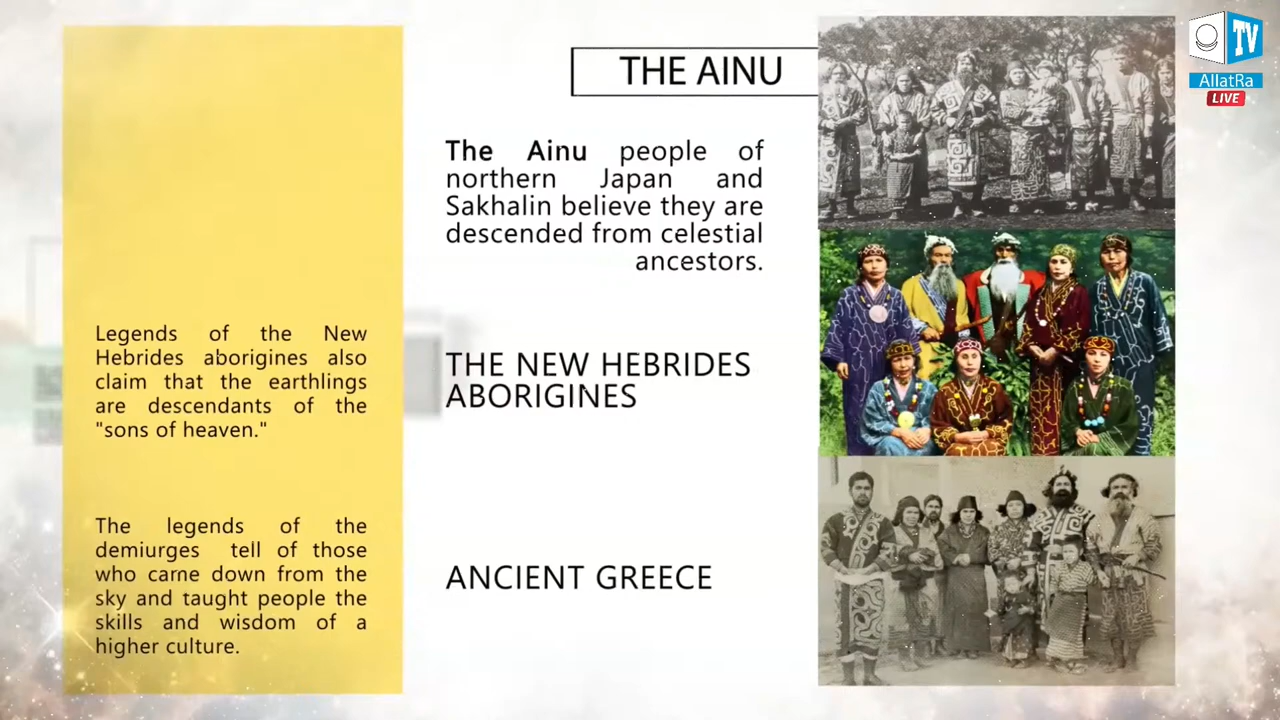 THE AINU
The Ainu people of
northern Japan and
Sakhalin believe they are
descended from celestial
ancestors.
Legends of the New
Hebrides aborigines also
claim that the earthlings
are descendants of the
"sons of heaven."
THE NEW HEBRIDES
ABORIGINES
The legends of the
demiurges tell of those
who came down from the
sky and taught people the
skills and wisdom of a
higher culture.
ANCIENT GREECE
TV
AllatRa
LIVE